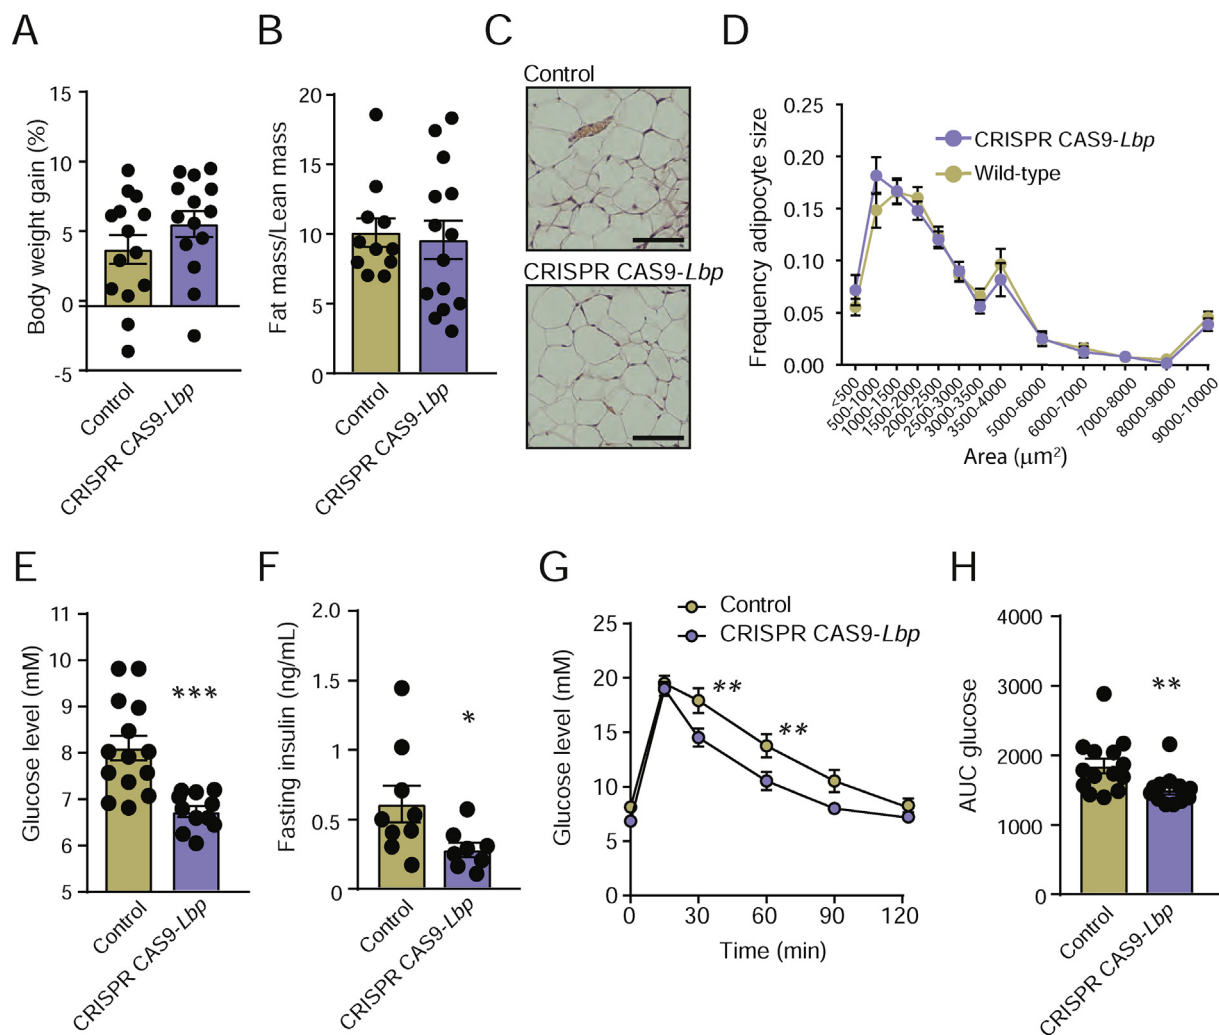 A
Body weight gain (%)
15
10
5
0
-5
Control
CRISPR CAS9-Lbp
B
Fat mass/Lean mass
20
15
10
5
0
Control
CRISPR CAS9-Lbp
C
Control
CRISPR CAS9-Lbp
D
Frequency adipocyte size
0.25
0.20
0.15
0.10
0.05
0.00
CRISPR CAS9-Lbp
Wild-type
<500
500-1000
1000-1500
1500-2000
2000-2500
2500-3000
3000-3500
3500-4000
5000-6000
6000-7000
7000-8000
8000-9000
9000-10000
Area (µm²)
E
Glucose level (mM)
11
10
9
8
7
6
5
***
Control
CRISPR CAS9-Lbp
F
Fasting insulin (ng/mL)
2.0
1.5
1
0.5
0
*
Control
CRISPR CAS9-Lbp
G
Control
CRISPR CAS9-Lbp
Glucose level (mM)
25
20
15
10
5
0
**
**
0 30 60 90 120
Time (min)
H
AUC glucose
4000
3000
2000
1000
0
**
Control
CRISPR CAS9-Lbp